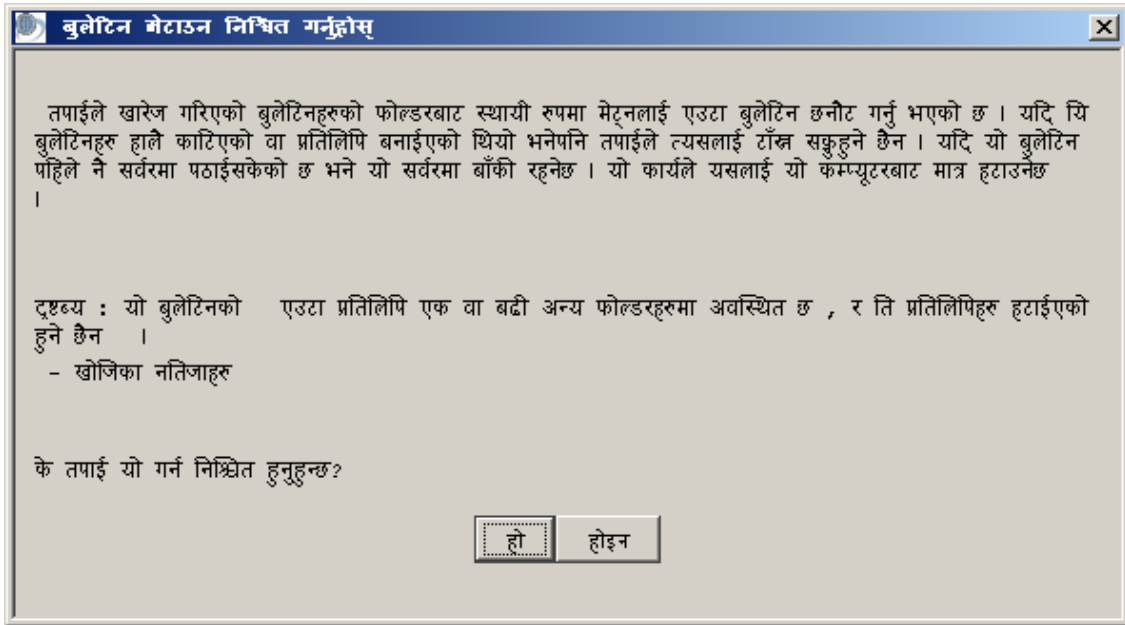 बुलेटिन मेटाउन निश्चित गर्नुहोस्
तपाईले खारेज गरिएको बुलेटिनहरुको फोल्डरबाट स्थायी रुपमा मेट्नलाई एउटा बुलेटिन छनौट गर्नु भएको छ । यदि यि
बुलेटिनहरु हालै काटिएको वा प्रतिलिपि बनाईएको थियो भनेपनि तपाईले त्यसलाई टाँस्न सक्नुहुने छैन । यदि यो बुलेटिन
पहिले नै सर्वरमा पठाईसकेको छ भने यो सर्वरमा बाँकी रहनेछ । यो कार्यले यसलाई यो कम्प्यूटरबाट मात्र हटाउनेछ
।
द्रष्टब्य : यो बुलेटिनको एउटा प्रतिलिपि एक वा बढी अन्य फोल्डरहरुमा अवस्थित छ , र ति प्रतिलिपिहरु हटाईएको
हुने छैन ।
- खोजिका नतिजाहरु
के तपाई यो गर्न निश्चित हुनुहुन्छ?
हो होइन